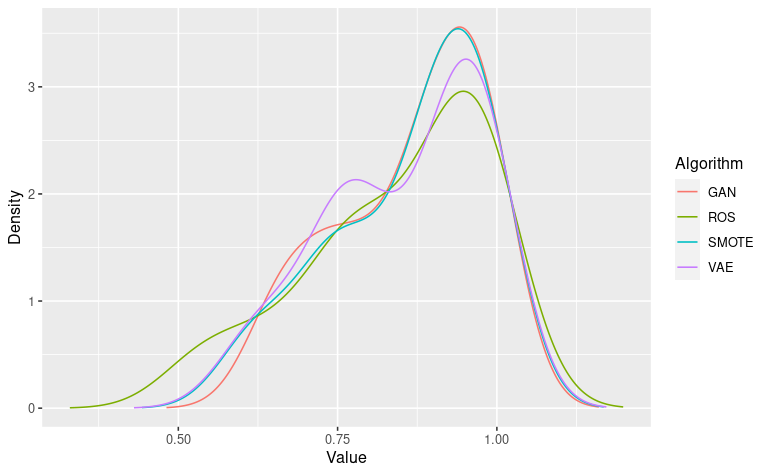 Density
3
2
1
0
0.50
0.75
1.00
Value
Algorithm
GAN
ROS
SMOTE
VAE